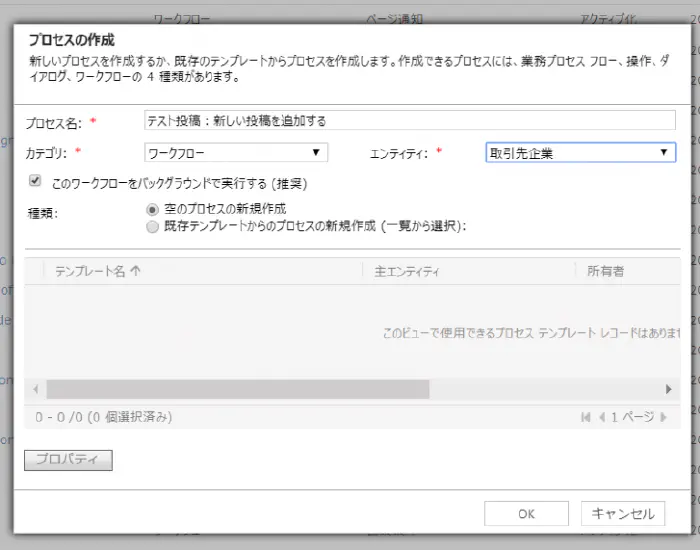 ワークフロー ページ通知 アクティブ化
プロセスの作成
新しいプロセスを作成するか、既存のテンプレートからプロセスを作成します。作成できるプロセスには、業務プロセス フロー、操作、ダ
イアログ、ワークフローの 4 種類があります。
プロセス名: * テスト投稿：新しい投稿を追加する
カテゴリ: * ワークフロー エンティティ: * 取引先企業
このワークフローをバックグラウンドで実行する (推奨)
種類: 空のプロセスの新規作成
既存テンプレートからのプロセスの新規作成 (一覧から選択):
テンプレート名 ↑ 主エンティティ 所有者
このビューで使用できるプロセス テンプレート レコードはありませ
0 - 0 /0 (0 個選択済み) 1 ページ
プロパティ
OK キャンセル